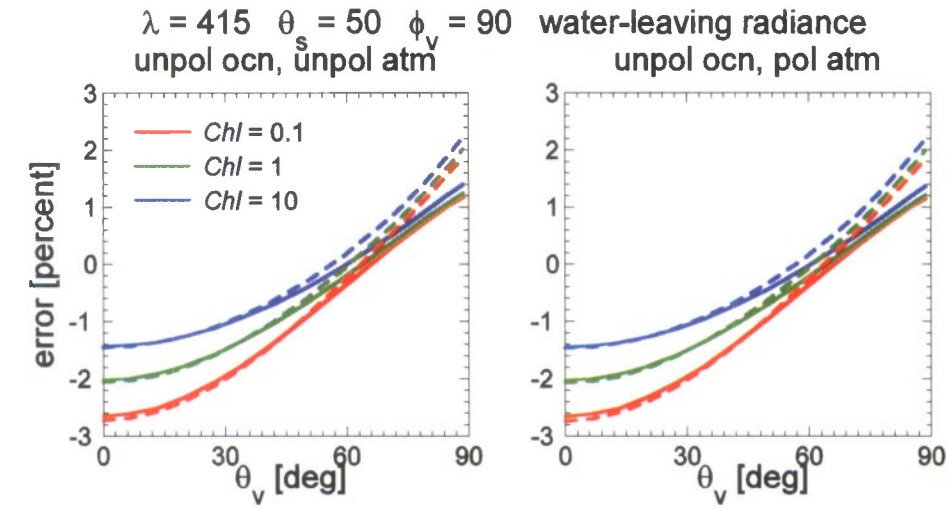 λ = 415 θs = 50 ϕv = 90 water-leaving radiance
unpol ocn, unpol atm
unpol ocn, pol atm
error [percent]
3
2
1
0
-1
-2
-3
Chl = 0.1
Chl = 1
Chl = 10
0 30 60 90
θv [deg]
3
2
1
0
-1
-2
-3
0 30 60 90
θv [deg]